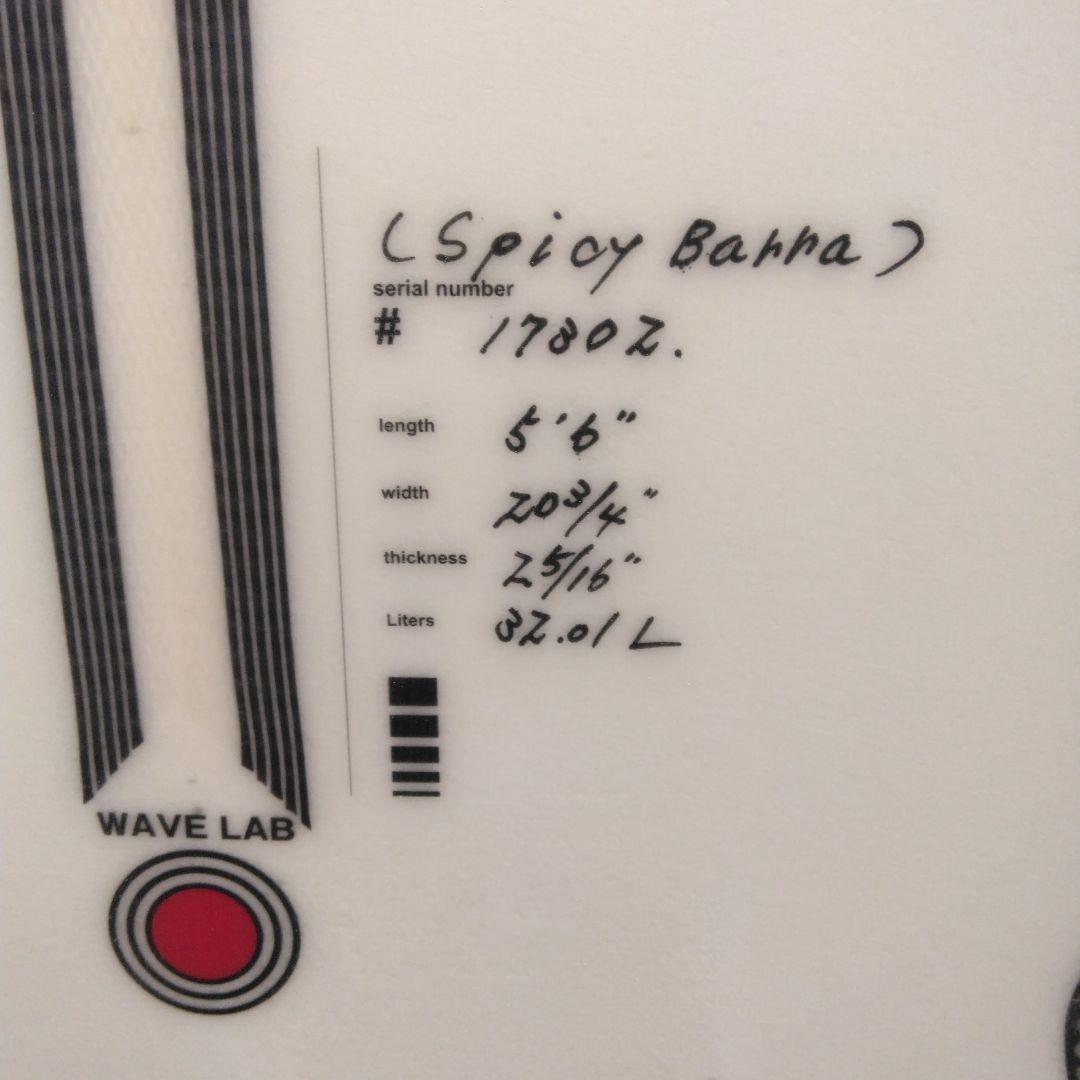 (Spicy Barra)
serial number
# 17802.
length 5'6"
width 20 3/4"
thickness 2 5/16"
Liters 32.01 L
WAVE LAB